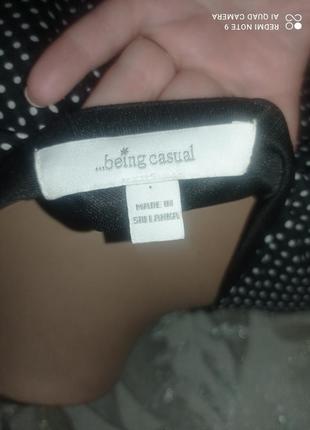 REDMI NOTE 9
AI QUAD CAMERA
...being casual
MADE IN
SRI LANKA